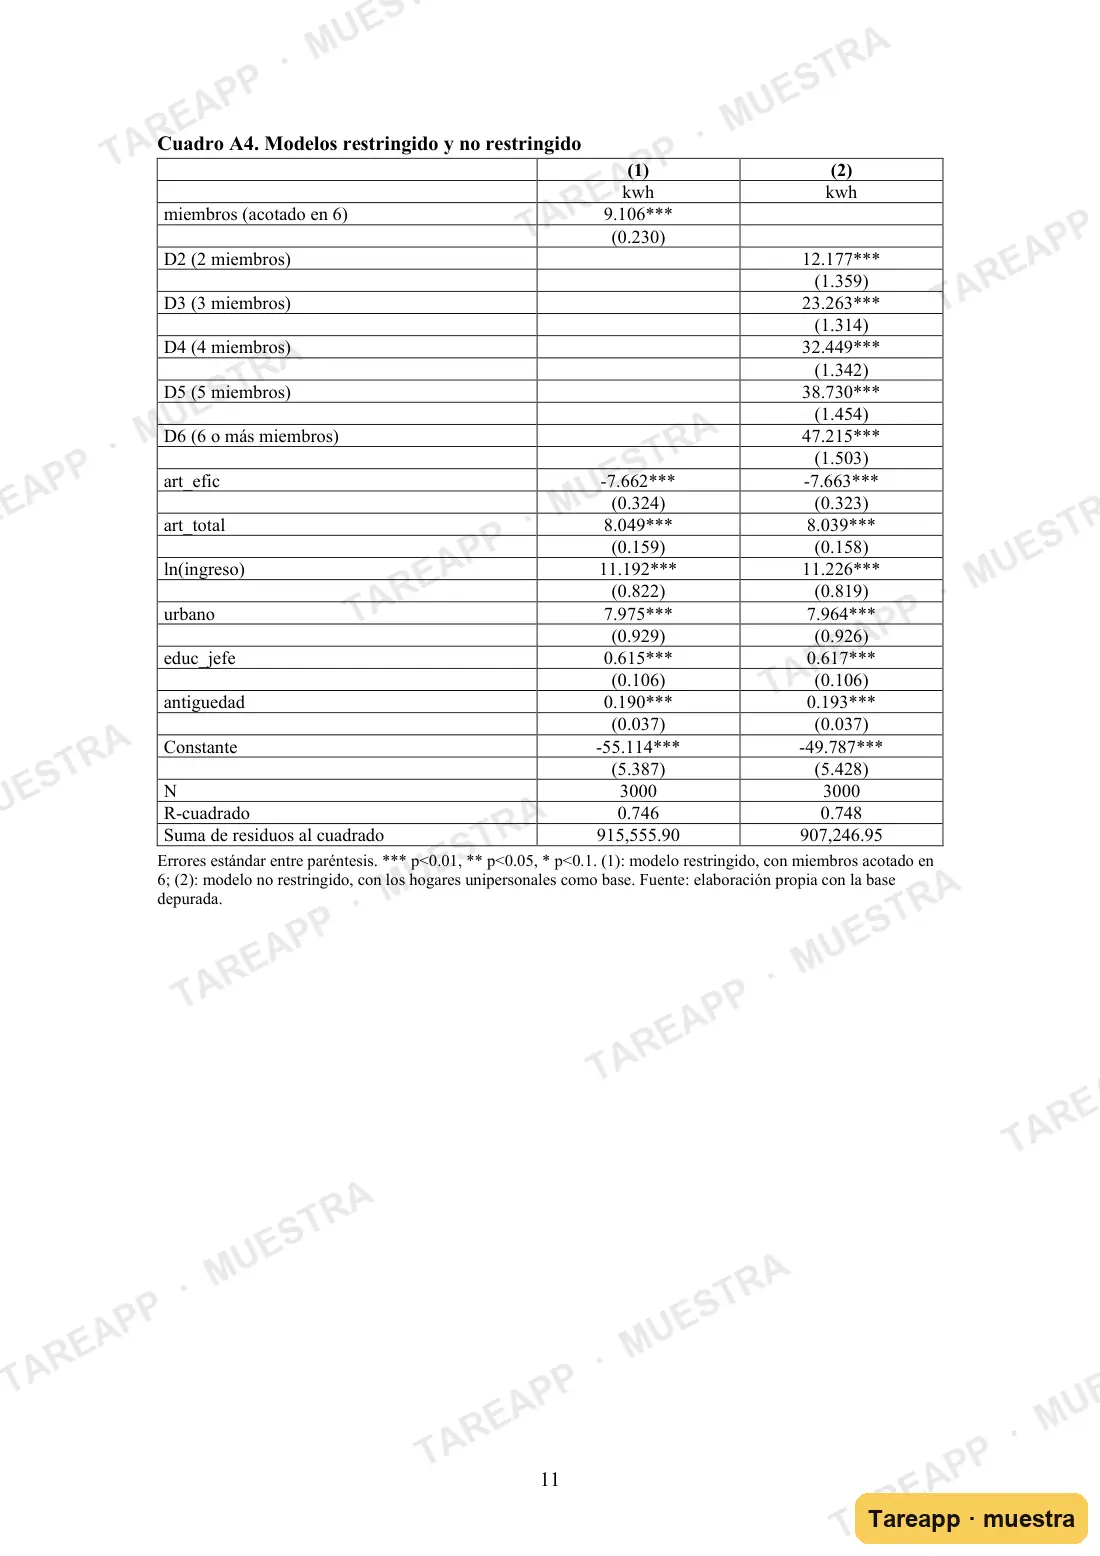 Cuadro A4. Modelos restringido y no restringido
(1) (2)
kwh kwh
miembros (acotado en 6) 9.106***
(0.230)
D2 (2 miembros) 12.177***
(1.359)
D3 (3 miembros) 23.263***
(1.314)
D4 (4 miembros) 32.449***
(1.342)
D5 (5 miembros) 38.730***
(1.454)
D6 (6 o más miembros) 47.215***
(1.503)
art_efic -7.662*** -7.663***
(0.324) (0.323)
art_total 8.049*** 8.039***
(0.159) (0.158)
ln(ingreso) 11.192*** 11.226***
(0.822) (0.819)
urbano 7.975*** 7.964***
(0.929) (0.926)
educ_jefe 0.615*** 0.617***
(0.106) (0.106)
antiguedad 0.190*** 0.193***
(0.037) (0.037)
Constante -55.114*** -49.787***
(5.387) (5.428)
N 3000 3000
R-cuadrado 0.746 0.748
Suma de residuos al cuadrado 915,555.90 907,246.95
Errores estándar entre paréntesis. *** p<0.01, ** p<0.05, * p<0.1. (1): modelo restringido, con miembros acotado en
6; (2): modelo no restringido, con los hogares unipersonales como base. Fuente: elaboración propia con la base
depurada.
11
Tareapp · muestra
TAREAPP · MUESTRA